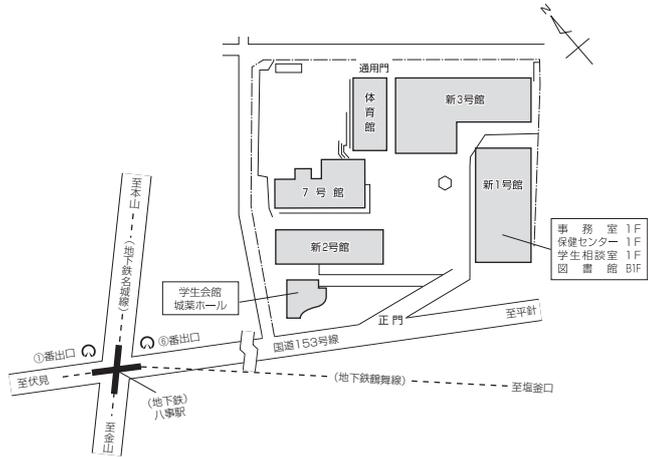 N
通用門
体育館
新3号館
7号館
新1号館
新2号館
事務室 1F
保健センター 1F
学生相談室 1F
図書館 B1F
学生会館
城薬ホール
正門
至平針
国道153号線
至本山
(地下鉄名城線)
①番出口
⑥番出口
至伏見
(地下鉄)
八事駅
至金山
(地下鉄鶴舞線)
至塩釜口